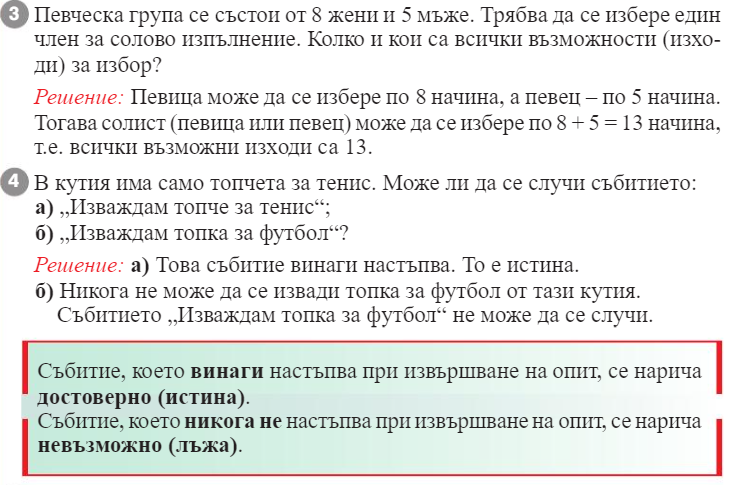 3 Певческа група се състои от 8 жени и 5 мъже. Трябва да се избере един
член за солово изпълнение. Колко и кои са всички възможности (изхо-
ди) за избор?
Решение: Певица може да се избере по 8 начина, а певец – по 5 начина.
Тогава солист (певица или певец) може да се избере по 8 + 5 = 13 начина,
т.е. всички възможни изходи са 13.
4 В кутия има само топчета за тенис. Може ли да се случи събитието:
а) „Изваждам топче за тенис“;
б) „Изваждам топка за футбол“?
Решение: а) Това събитие винаги настъпва. То е истина.
б) Никога не може да се извади топка за футбол от тази кутия.
Събитието „Изваждам топка за футбол“ не може да се случи.
Събитие, което винаги настъпва при извършване на опит, се нарича
достоверно (истина).
Събитие, което никога не настъпва при извършване на опит, се нарича
невъзможно (лъжа).